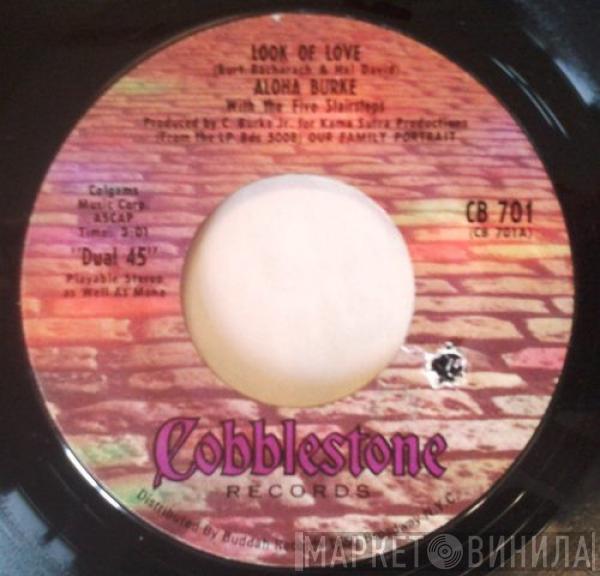 LOOK OF LOVE
(Burt Bacharach & Hal David)
ALOHA BURKE
With the Five Stairsteps
Produced by C. Burke Jr. for Kama Sutra Productions
(From the LP Bds 5008) OUR FAMILY PORTRAIT
Colgems
Music Corp.
ASCAP
Time: 3:01
"Dual 45"
Playable Stereo
as Well As Mono
CB 701
(CB 701A)
Cobblestone
RECORDS
Distributed By Buddah N.Y.C.
МАРКЕТ ВИНИЛА